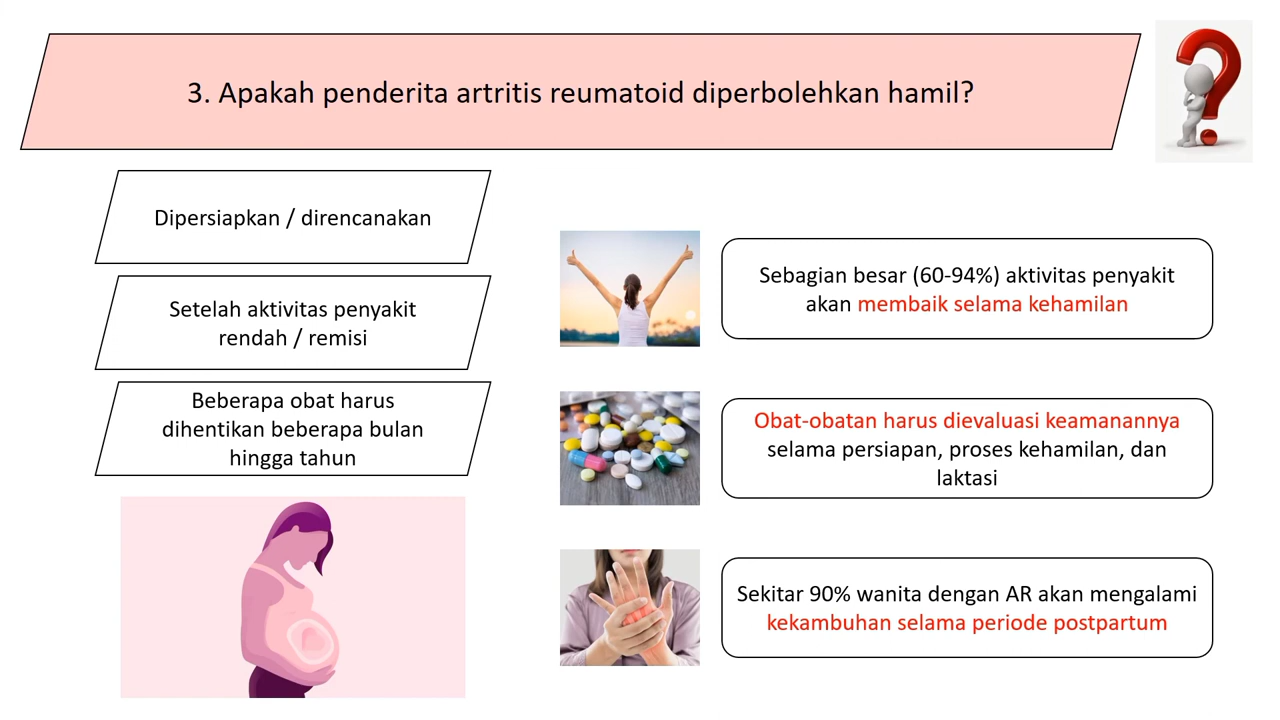 3. Apakah penderita artritis reumatoid diperbolehkan hamil?
Dipersiapkan / direncanakan
Setelah aktivitas penyakit
rendah / remisi
Beberapa obat harus
dihentikan beberapa bulan
hingga tahun
Sebagian besar (60-94%) aktivitas penyakit
akan membaik selama kehamilan
Obat-obatan harus dievaluasi keamanannya
selama persiapan, proses kehamilan, dan
laktasi
Sekitar 90% wanita dengan AR akan mengalami
kekambuhan selama periode postpartum